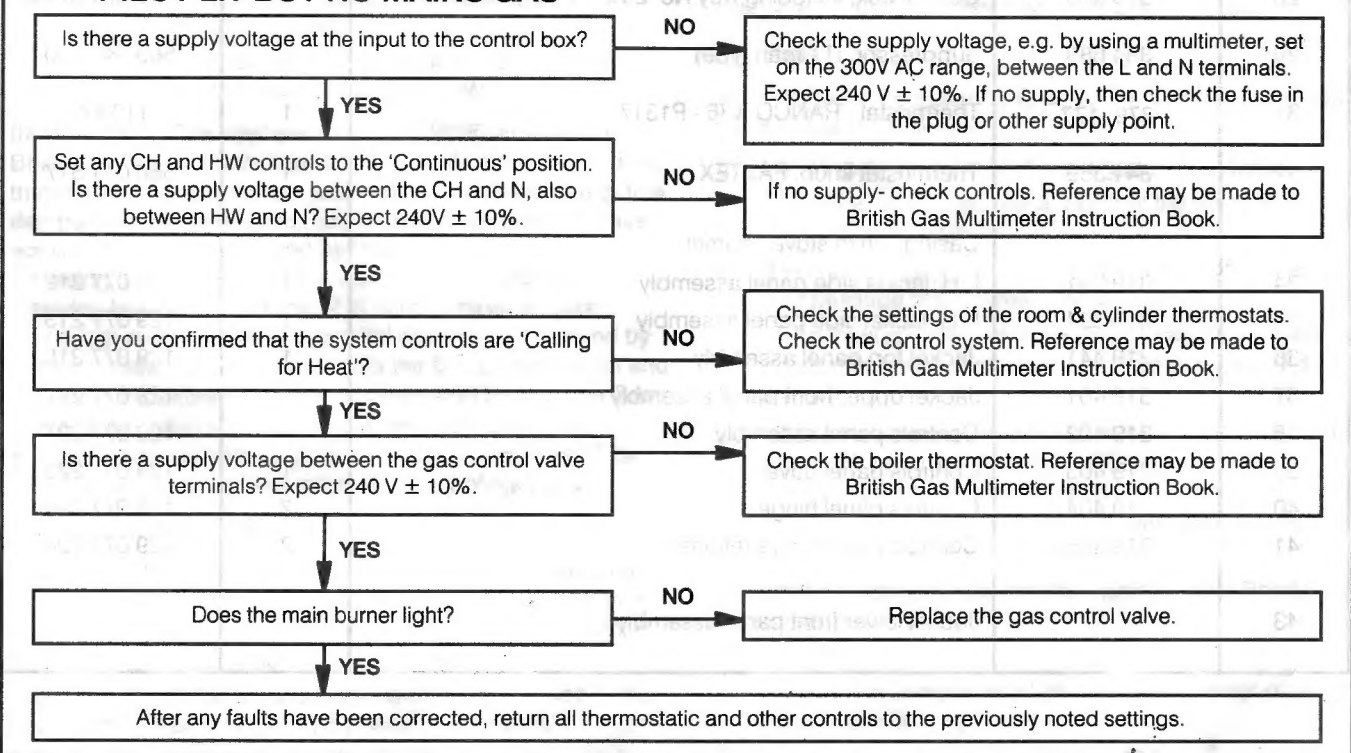 Is there a supply voltage at the input to the control box?
NO
Check the supply voltage, e.g. by using a multimeter, set
on the 300V AC range, between the L and N terminals.
Expect 240 V ± 10%. If no supply, then check the fuse in
the plug or other supply point.
YES
Set any CH and HW controls to the 'Continuous' position.
Is there a supply voltage between the CH and N, also
between HW and N? Expect 240V ± 10%.
NO
If no supply- check controls. Reference may be made to
British Gas Multimeter Instruction Book.
YES
Have you confirmed that the system controls are 'Calling
for Heat'?
NO
Check the settings of the room & cylinder thermostats.
Check the control system. Reference may be made to
British Gas Multimeter Instruction Book.
YES
Is there a supply voltage between the gas control valve
terminals? Expect 240 V ± 10%.
NO
Check the boiler thermostat. Reference may be made to
British Gas Multimeter Instruction Book.
YES
Does the main burner light?
NO
Replace the gas control valve.
YES
After any faults have been corrected, return all thermostatic and other controls to the previously noted settings.